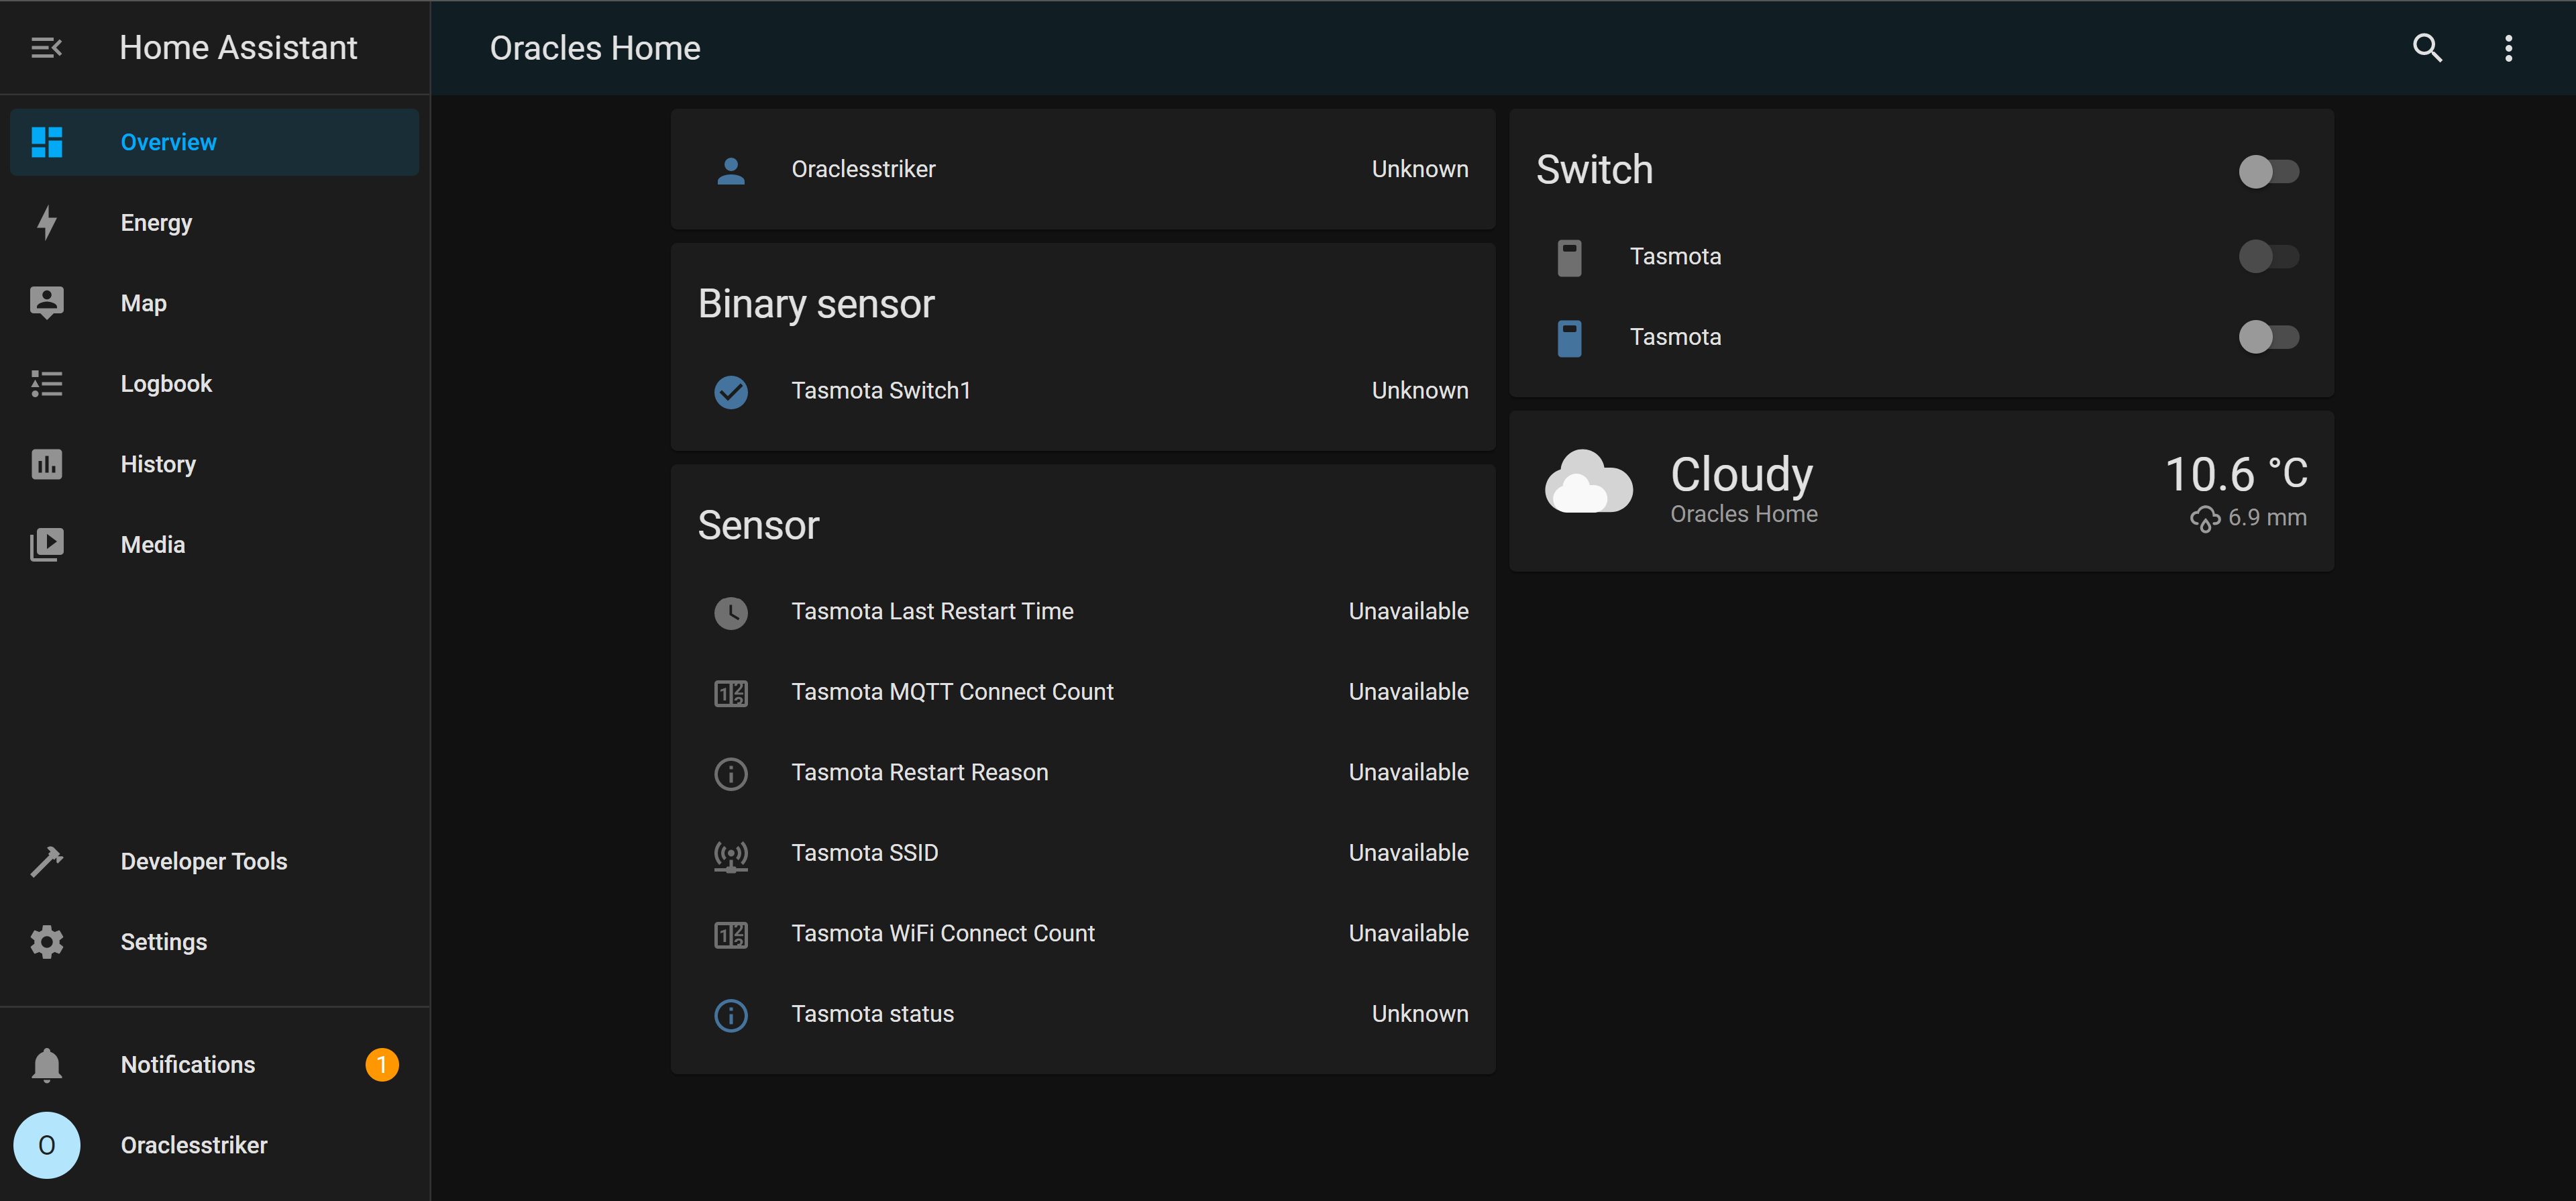 Home Assistant
Overview
Energy
Map
Logbook
History
Media
Developer Tools
Settings
Notifications 1
O Oraclesstriker
Oracles Home
Oraclesstriker Unknown
Binary sensor
Tasmota Switch1 Unknown
Sensor
Tasmota Last Restart Time Unavailable
Tasmota MQTT Connect Count Unavailable
Tasmota Restart Reason Unavailable
Tasmota SSID Unavailable
Tasmota WiFi Connect Count Unavailable
Tasmota status Unknown
Switch
Tasmota
Tasmota
Cloudy 10.6 °C
Oracles Home 6.9 mm